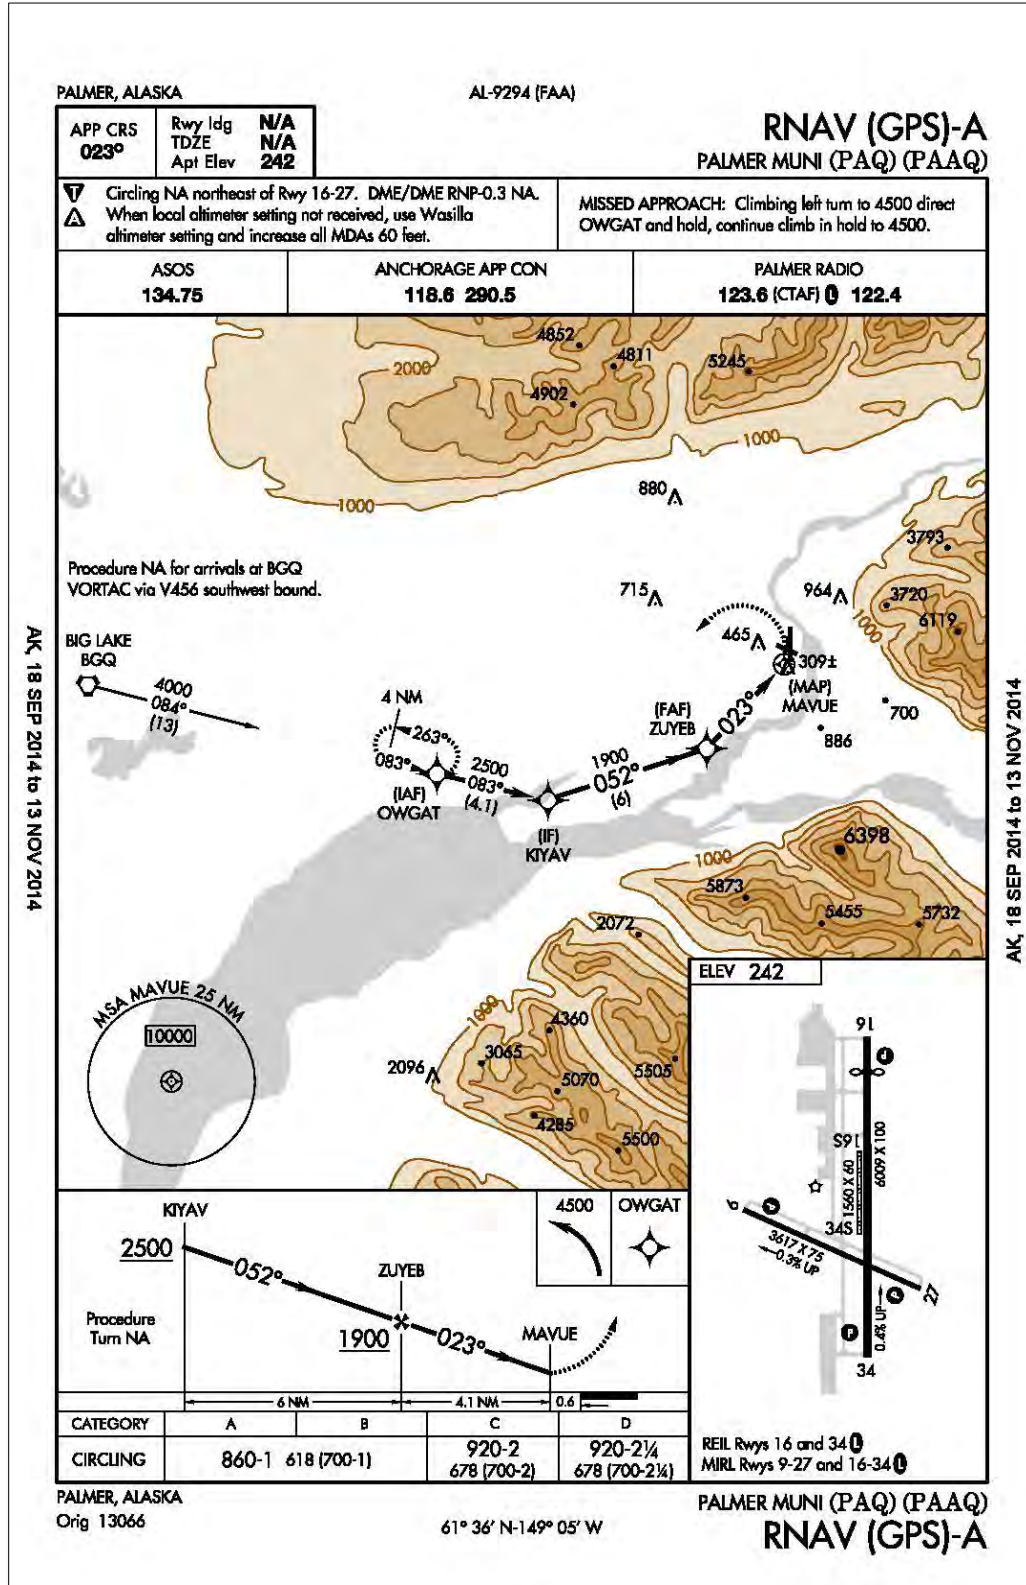 PALMER, ALASKA
AL-9294 (FAA)
APP CRS
023°
Rwy ldg N/A
TDZE N/A
Apt Elev 242
RNAV (GPS)-A
PALMER MUNI (PAQ) (PAAQ)
T
A
Circling NA northeast of Rwy 16-27. DME/DME RNP-0.3 NA.
When local altimeter setting not received, use Wasilla
altimeter setting and increase all MDAs 60 feet.
MISSED APPROACH: Climbing left turn to 4500 direct
OWGAT and hold, continue climb in hold to 4500.
ASOS
134.75
ANCHORAGE APP CON
118.6 290.5
PALMER RADIO
123.6 (CTAF) L 122.4
4852
4811
5245
2000
4902
1000
1000
880
3793
Procedure NA for arrivals at BGQ
VORTAC via V456 southwest bound.
715
964
3720
6119
1000
BIG LAKE
BGQ
4000
084°
(13)
465
309±
(MAP)
MAVUE
700
886
4 NM
263°
083°
(IAF)
OWGAT
2500
083°
(4.1)
(IF)
KIYAV
1900
052°
(6)
(FAF)
ZUYEB
023°
6398
1000
5873
5455
5732
2072
1000
MSA MAVUE 25 NM
10000
4360
3065
2096
5070
5505
4285
5500
ELEV 242
16
6009 X 100
16S
1560 X 60
34S
9
3617 X 75
0.3% UP
27
0.4% UP
34
REIL Rwys 16 and 34 L
MIRL Rwys 9-27 and 16-34 L
KIYAV
2500
052°
ZUYEB
1900
023°
MAVUE
Procedure
Turn NA
4500
OWGAT
6 NM
4.1 NM
0.6
CATEGORY A B C D
CIRCLING 860-1 618 (700-1) 920-2 920-2¼
678 (700-2) 678 (700-2¼)
PALMER, ALASKA
Orig 13066
61° 36' N-149° 05' W
PALMER MUNI (PAQ) (PAAQ)
RNAV (GPS)-A
AK, 18 SEP 2014 to 13 NOV 2014
AK, 18 SEP 2014 to 13 NOV 2014